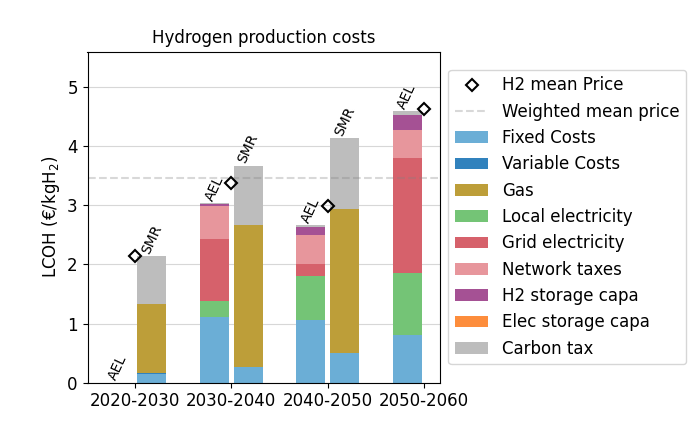 Hydrogen production costs
LCOH (€/kgH₂)
5
4
3
2
1
0
AEL
SMR
AEL
SMR
AEL
SMR
AEL
2020-2030
2030-2040
2040-2050
2050-2060
H2 mean Price
Weighted mean price
Fixed Costs
Variable Costs
Gas
Local electricity
Grid electricity
Network taxes
H2 storage capa
Elec storage capa
Carbon tax